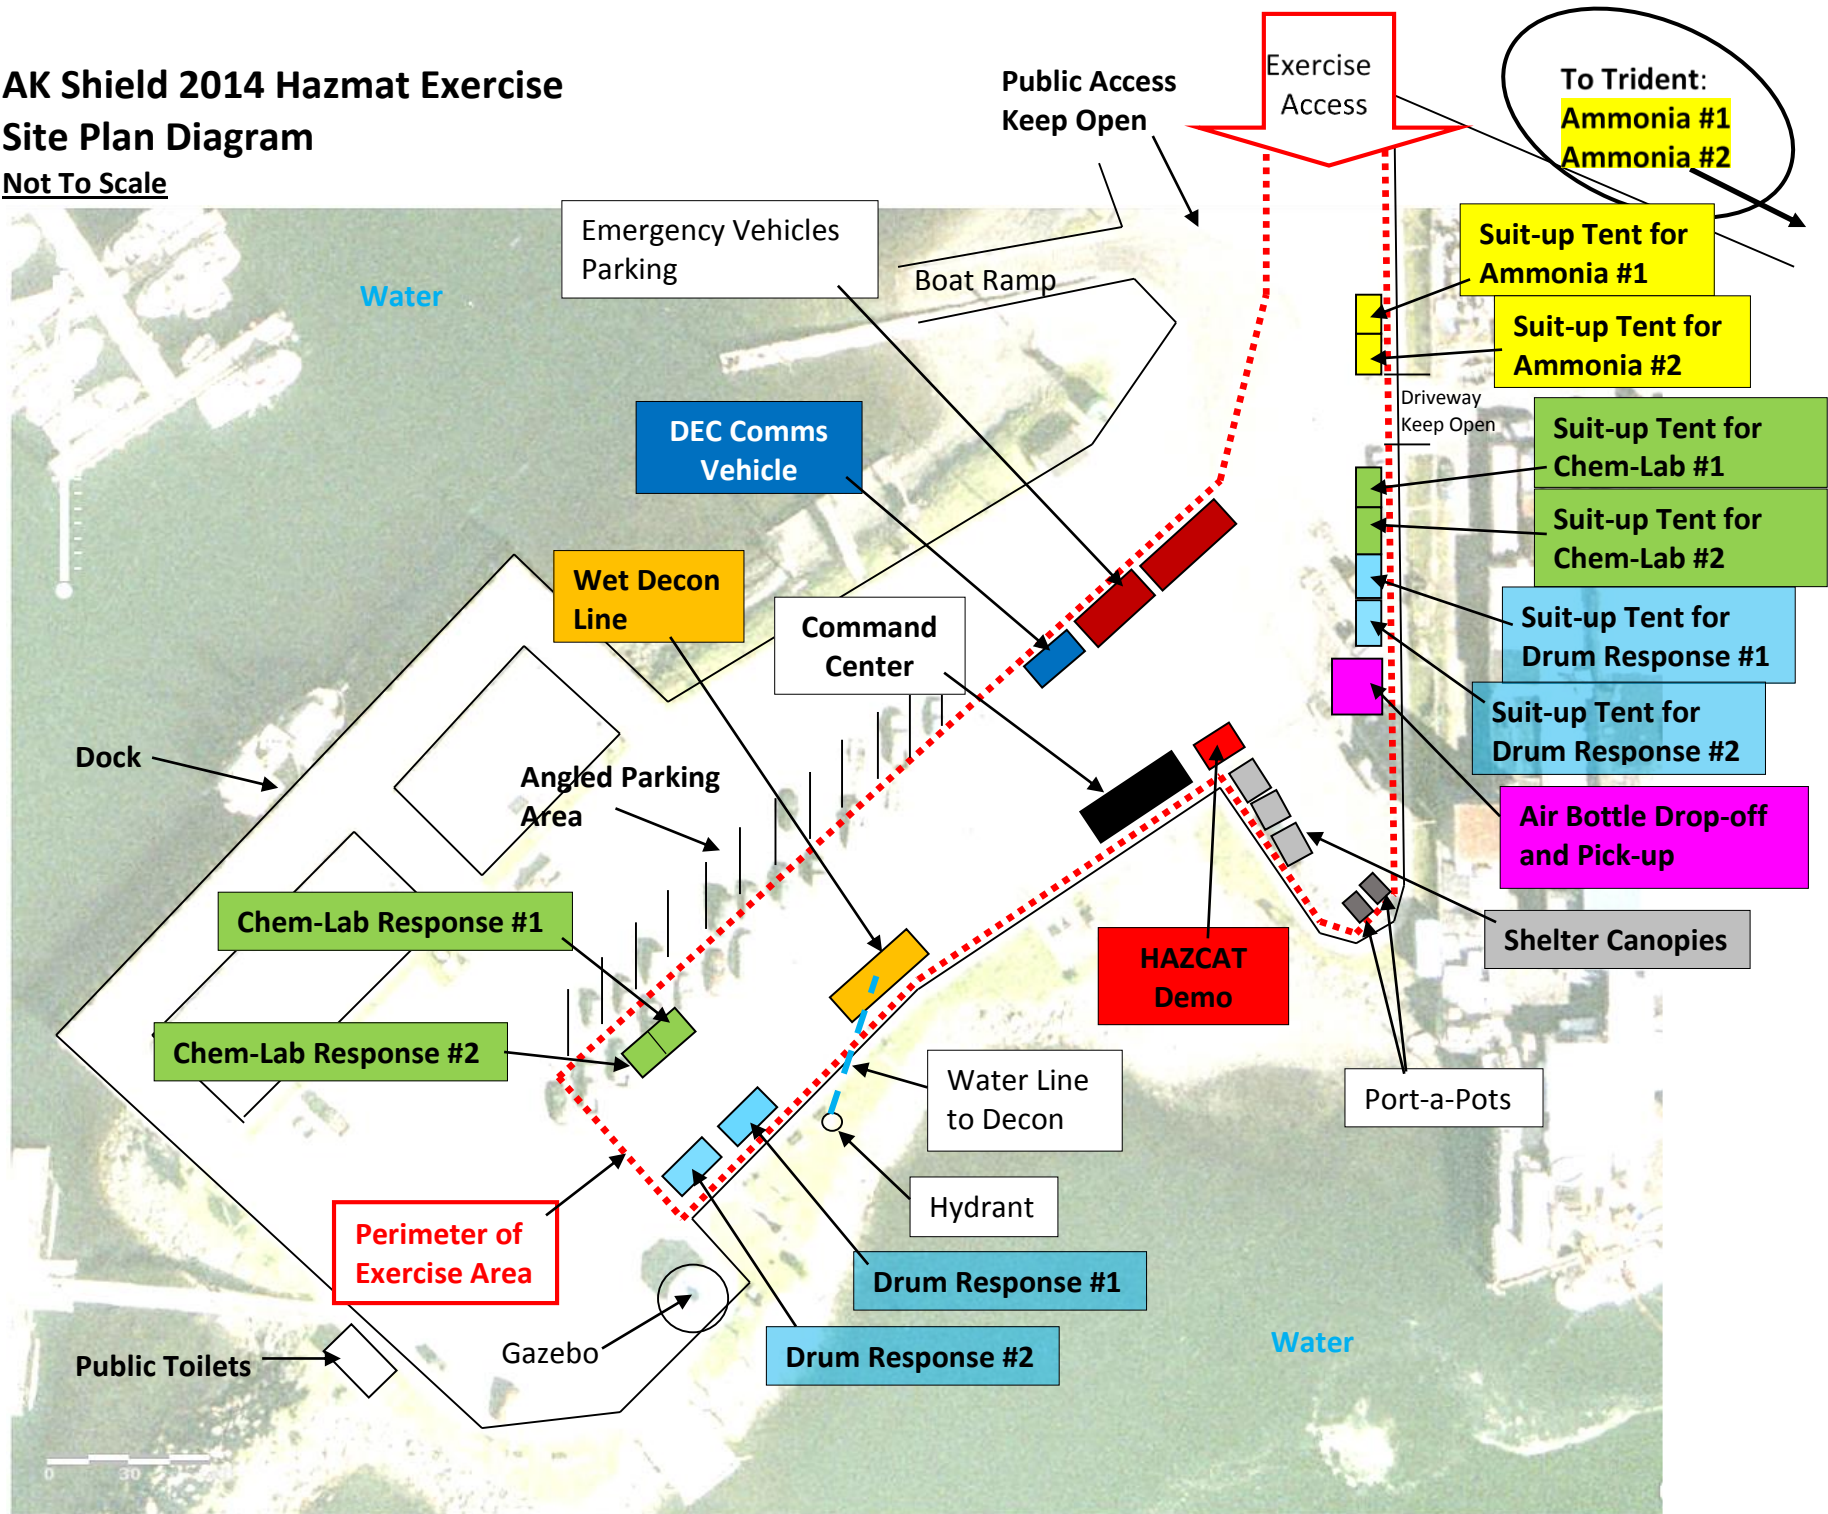 AK Shield 2014 Hazmat Exercise
Site Plan Diagram
Not To Scale
Public Access
Keep Open
Exercise
Access
To Trident:
Ammonia #1
Ammonia #2
Emergency Vehicles
Parking
Boat Ramp
Water
Suit-up Tent for
Ammonia #1
Suit-up Tent for
Ammonia #2
Driveway
Keep Open
DEC Comms
Vehicle
Suit-up Tent for
Chem-Lab #1
Suit-up Tent for
Chem-Lab #2
Wet Decon
Line
Command
Center
Suit-up Tent for
Drum Response #1
Suit-up Tent for
Drum Response #2
Dock
Angled Parking
Area
Air Bottle Drop-off
and Pick-up
Chem-Lab Response #1
Shelter Canopies
HAZCAT
Demo
Chem-Lab Response #2
Water Line
to Decon
Port-a-Pots
Hydrant
Perimeter of
Exercise Area
Drum Response #1
Gazebo
Drum Response #2
Public Toilets
Water
0 30